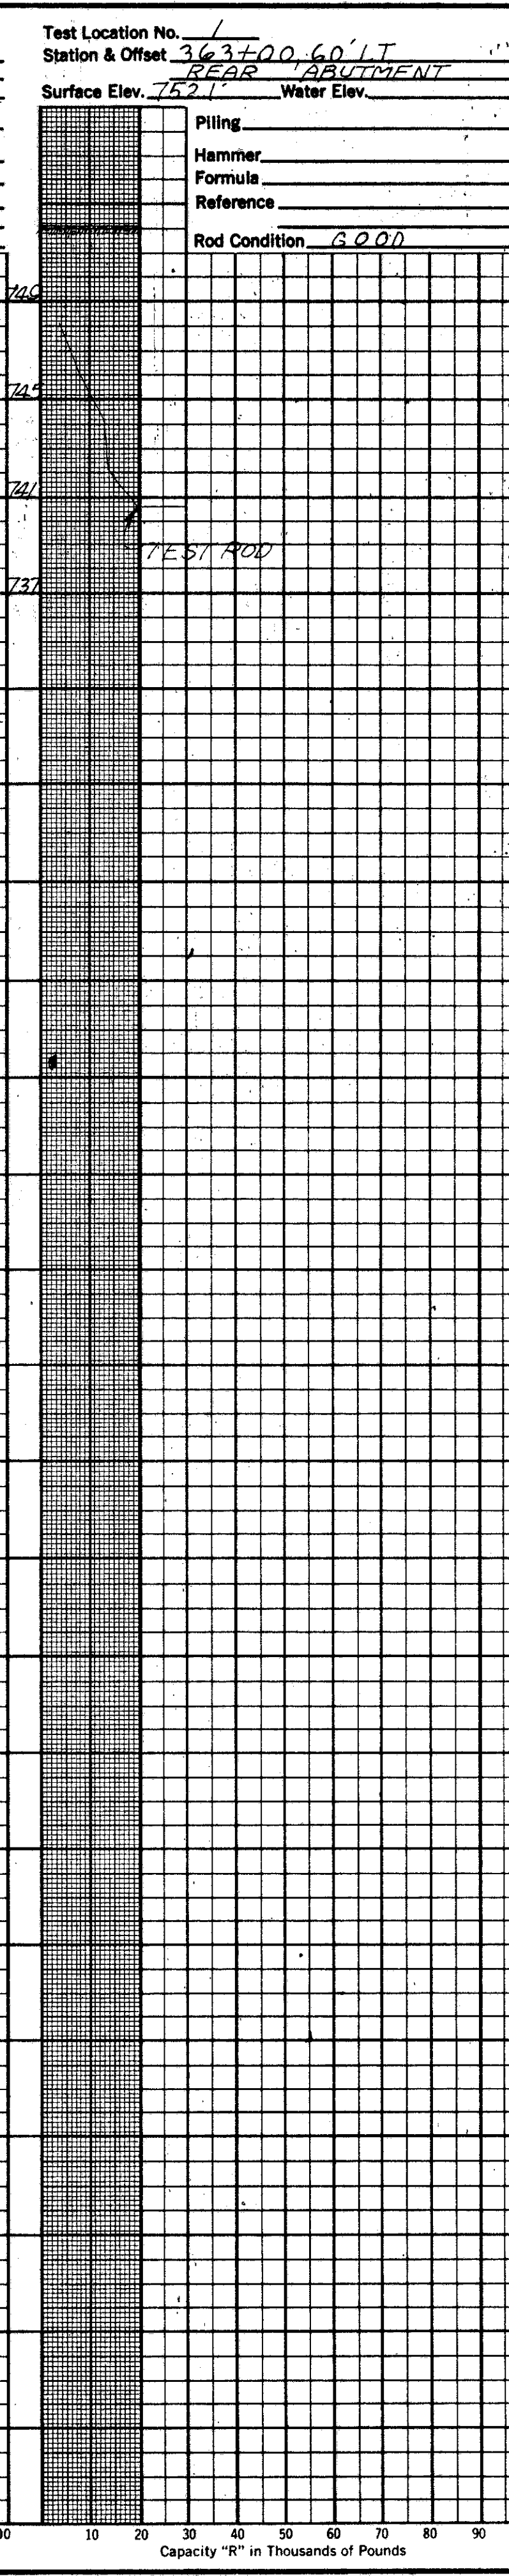 Test Location No. 1
Station & Offset 363+00, 60' LT
REAR ABUTMENT
Surface Elev. 752.1' Water Elev.
Piling
Hammer
Formula
Reference
Rod Condition GOOD
749
745
741
TEST ROD
737
00 10 20 30 40 50 60 70 80 90
Capacity "R" in Thousands of Pounds